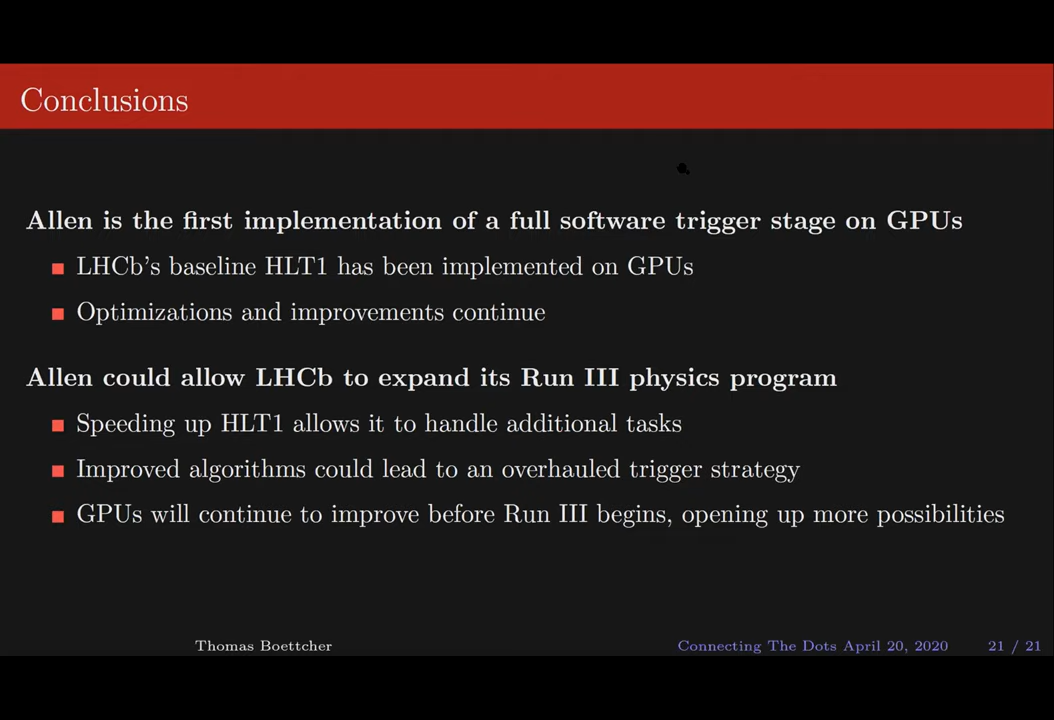 Conclusions
Allen is the first implementation of a full software trigger stage on GPUs
LHCb's baseline HLT1 has been implemented on GPUs
Optimizations and improvements continue
Allen could allow LHCb to expand its Run III physics program
Speeding up HLT1 allows it to handle additional tasks
Improved algorithms could lead to an overhauled trigger strategy
GPUs will continue to improve before Run III begins, opening up more possibilities
Thomas Boettcher Connecting The Dots April 20, 2020 21 / 21